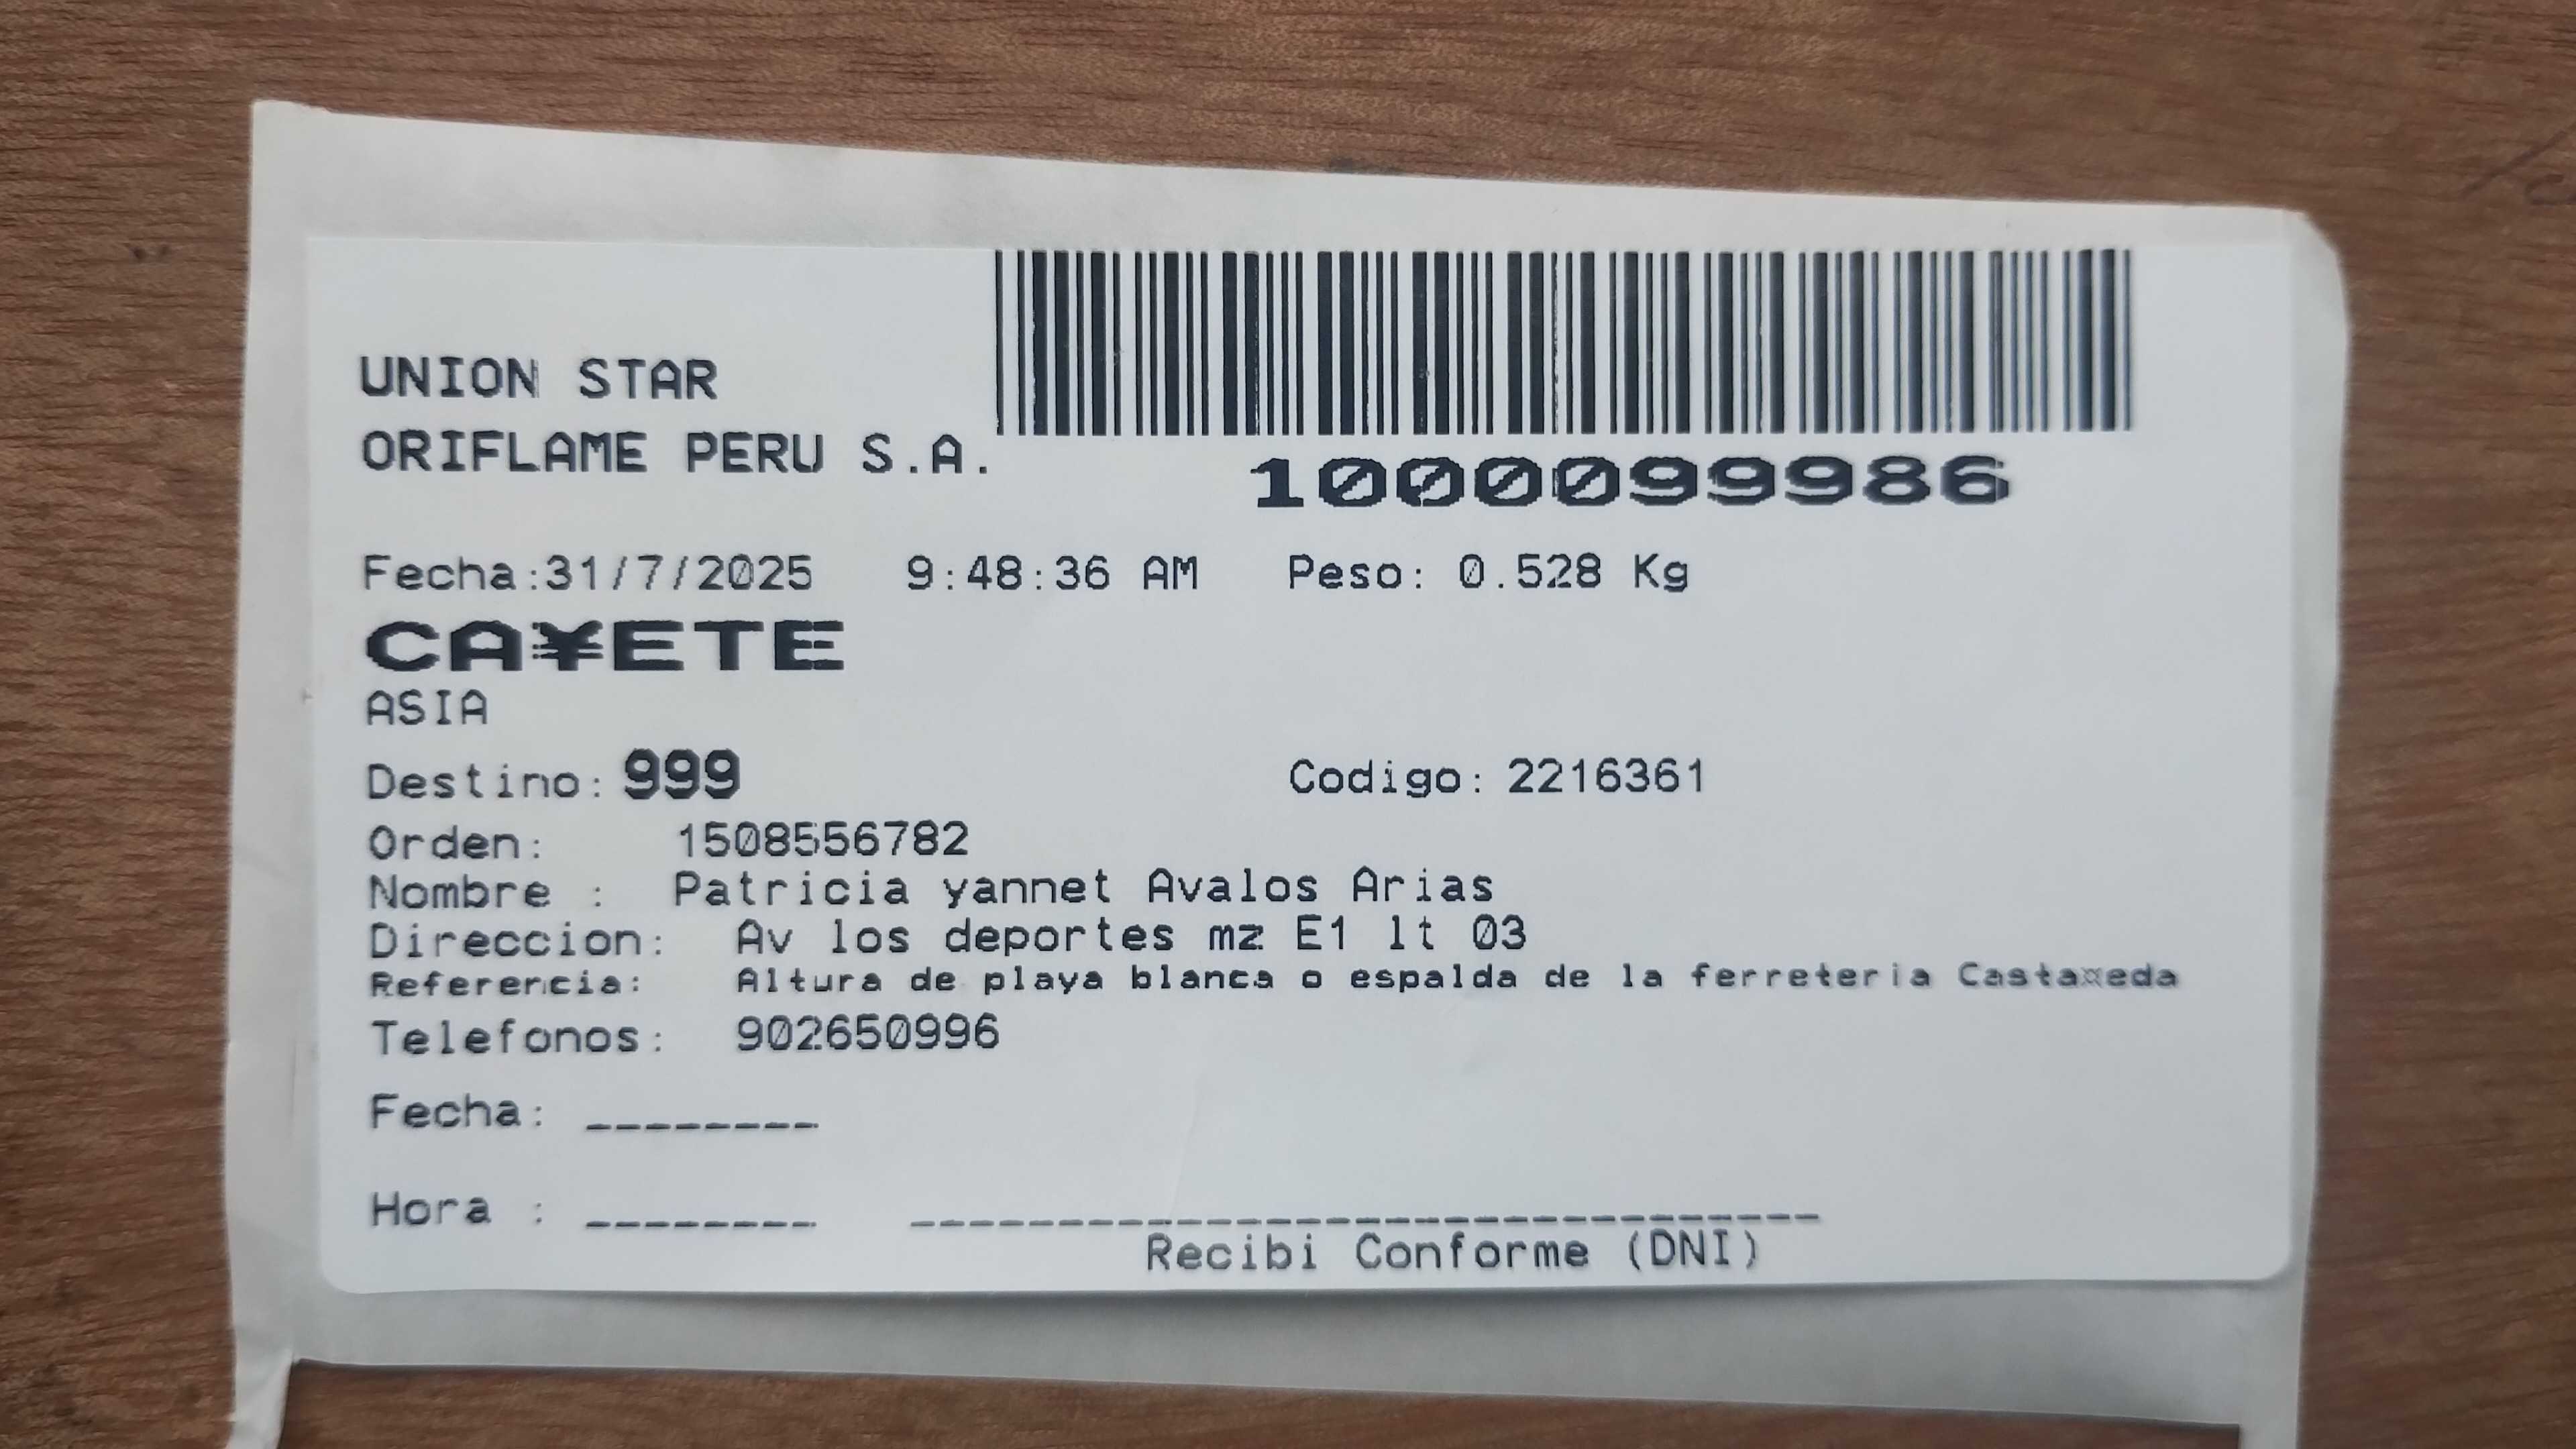 UNION STAR
ORIFLAME PERU S.A.
1000099986
Fecha:31/7/2025 9:48:36 AM Peso: 0.528 Kg
CA¥ETE
ASIA
Destino: 999 Codigo: 2216361
Orden: 1508556782
Nombre : Patricia yannet Avalos Arias
Direccion: Av los deportes mz E1 lt 03
Referencia: Altura de playa blanca o espalda de la ferreteria Casta¤eda
Telefonos: 902650996
Fecha: ________
Hora : ________ _______________________________
Recibi Conforme (DNI)